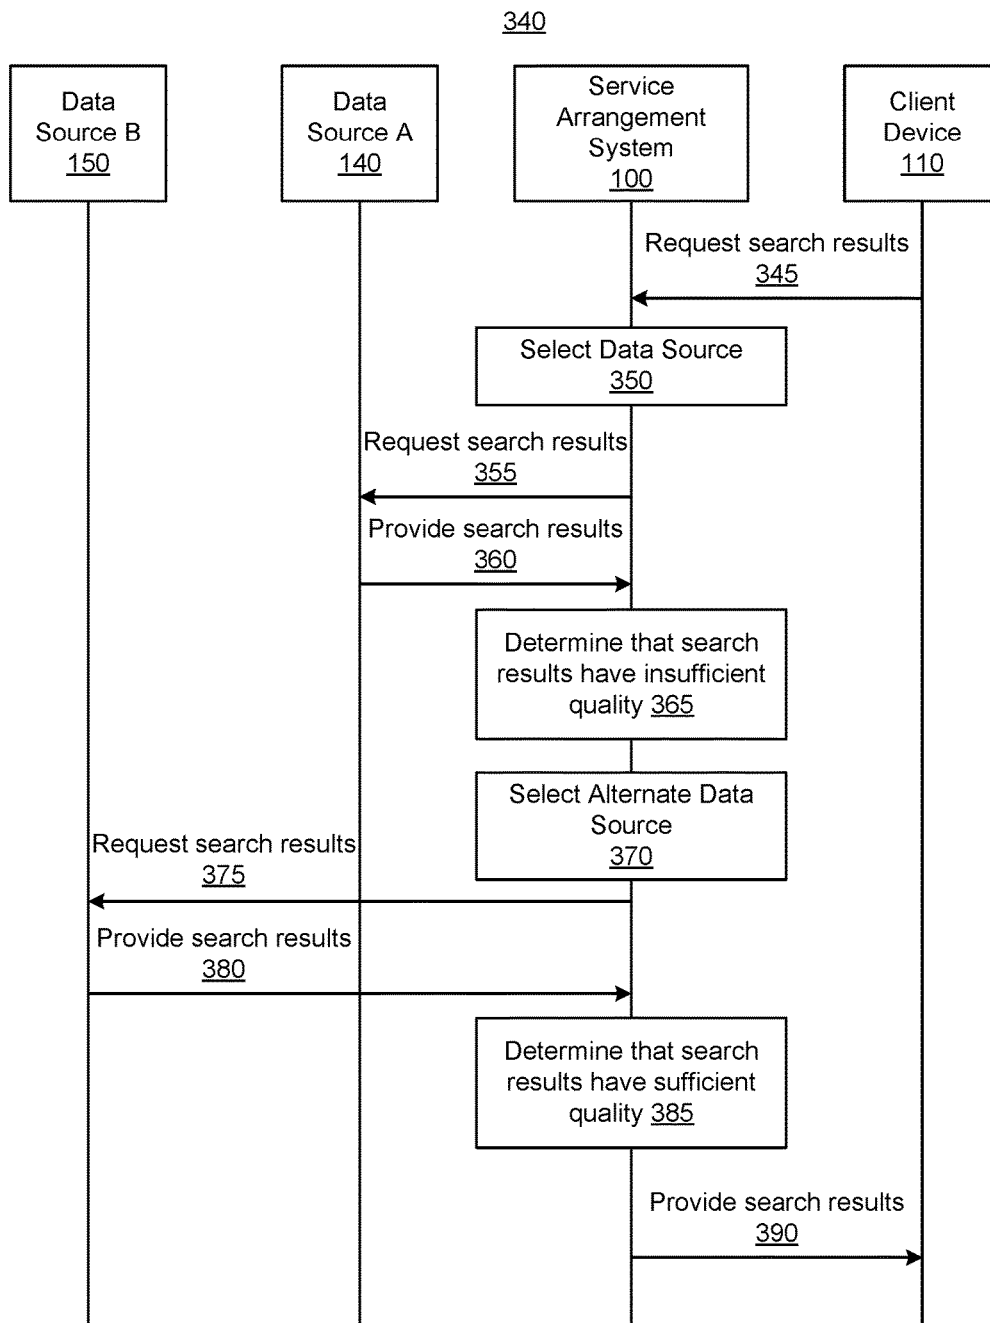 340
Data
Source B
150
Data
Source A
140
Service
Arrangement
System
100
Client
Device
110
Request search results
345
Select Data Source
350
Request search results
355
Provide search results
360
Determine that search
results have insufficient
quality 365
Select Alternate Data
Source
370
Request search results
375
Provide search results
380
Determine that search
results have sufficient
quality 385
Provide search results
390